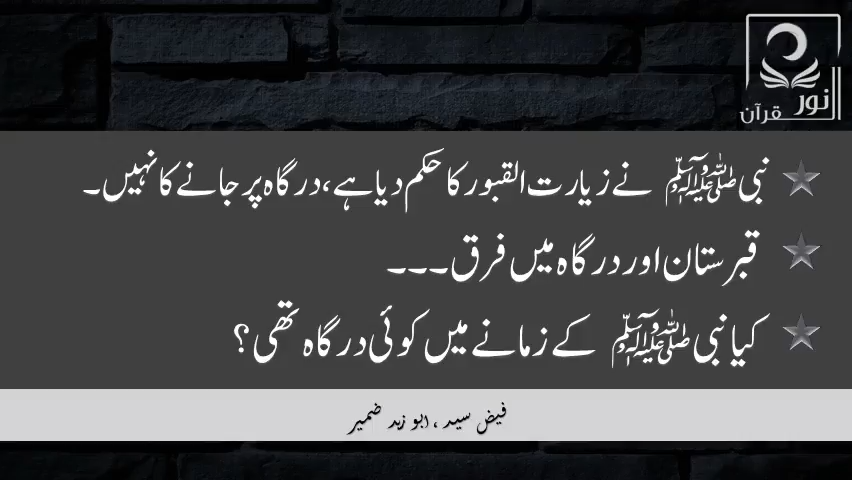 نور
قرآن
نبی ﷺ نے زیارت القبور کا حکم دیا ہے، درگاہ پر جانے کا نہیں۔
قبرستان اور درگاہ میں فرق۔۔۔
کیا نبی ﷺ کے زمانے میں کوئی درگاہ تھی؟
فیض سید، ابو زید ضمیر